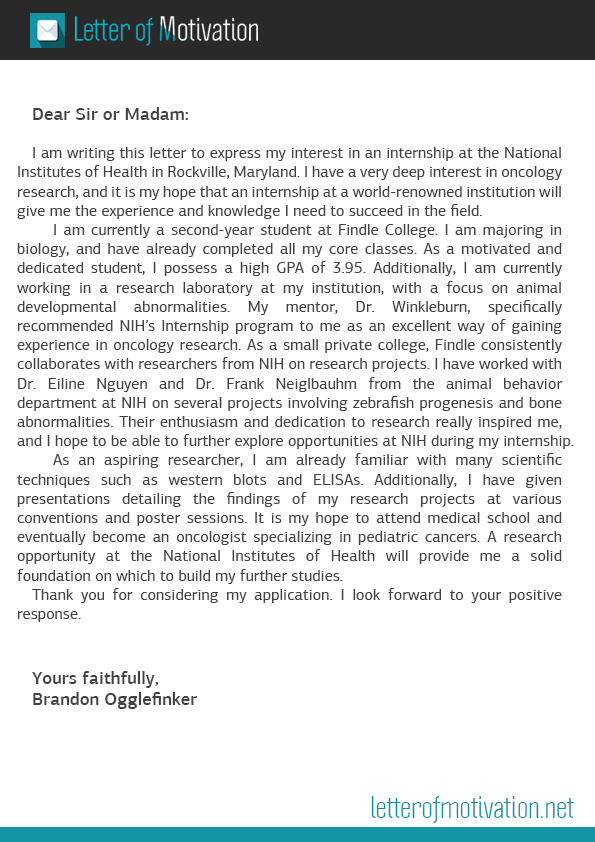 Letter of Motivation
Dear Sir or Madam:
I am writing this letter to express my interest in an internship at the National
Institutes of Health in Rockville, Maryland. I have a very deep interest in oncology
research, and it is my hope that an internship at a world-renowned institution will
give me the experience and knowledge I need to succeed in the field.
I am currently a second-year student at Findle College. I am majoring in
biology, and have already completed all my core classes. As a motivated and
dedicated student, I possess a high GPA of 3.95. Additionally, I am currently
working in a research laboratory at my institution, with a focus on animal
developmental abnormalities. My mentor, Dr. Winkleburn, specifically
recommended NIH's Internship program to me as an excellent way of gaining
experience in oncology research. As a small private college, Findle consistently
collaborates with researchers from NIH on research projects. I have worked with
Dr. Eiline Nguyen and Dr. Frank Neiglbauhm from the animal behavior
department at NIH on several projects involving zebrafish progenesis and bone
abnormalities. Their enthusiasm and dedication to research really inspired me,
and I hope to be able to further explore opportunities at NIH during my internship.
As an aspiring researcher, I am already familiar with many scientific
techniques such as western blots and ELISAs. Additionally, I have given
presentations detailing the findings of my research projects at various
conventions and poster sessions. It is my hope to attend medical school and
eventually become an oncologist specializing in pediatric cancers. A research
opportunity at the National Institutes of Health will provide me a solid
foundation on which to build my further studies.
Thank you for considering my application. I look forward to your positive
response.
Yours faithfully,
Brandon Ogglefinker
letterofmotivation.net